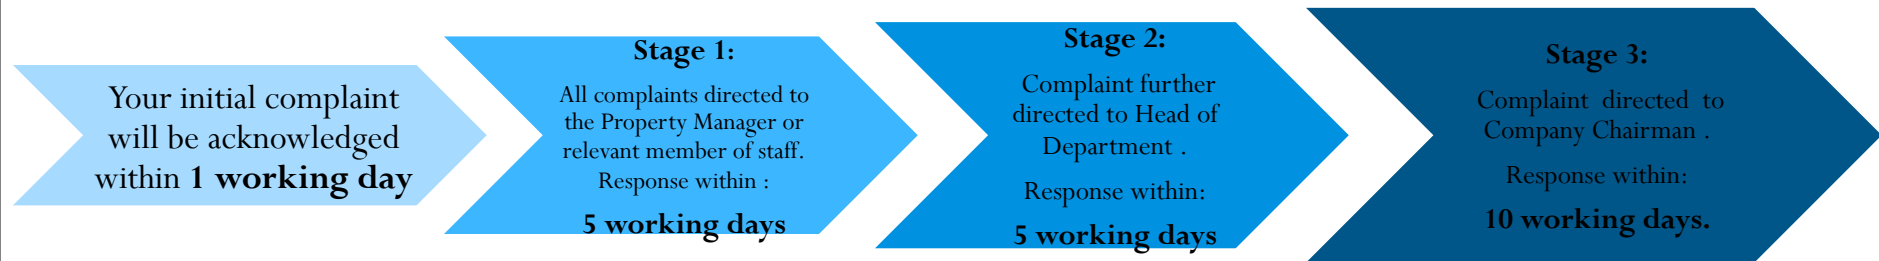 Your initial complaint
will be acknowledged
within 1 working day
Stage 1:
All complaints directed to
the Property Manager or
relevant member of staff.
Response within :
5 working days
Stage 2:
Complaint further
directed to Head of
Department .
Response within:
5 working days
Stage 3:
Complaint directed to
Company Chairman .
Response within:
10 working days.